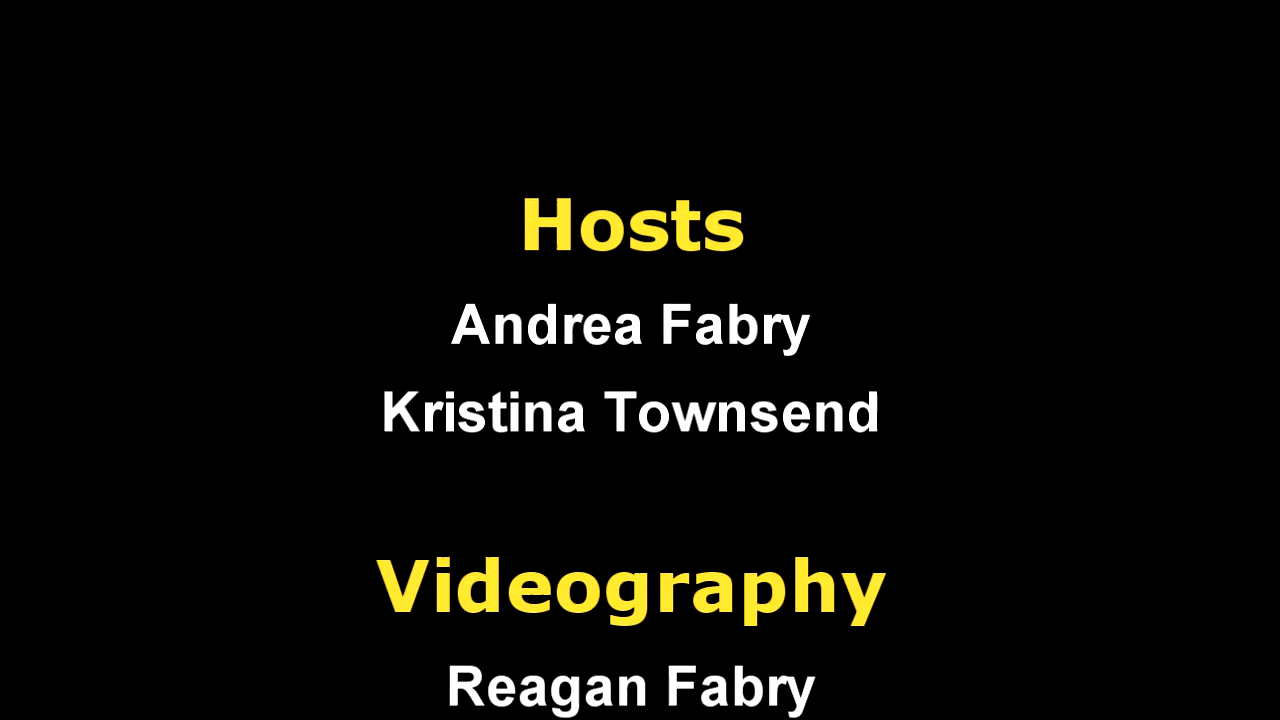 Hosts
Andrea Fabry
Kristina Townsend
Videography
Reagan Fabry